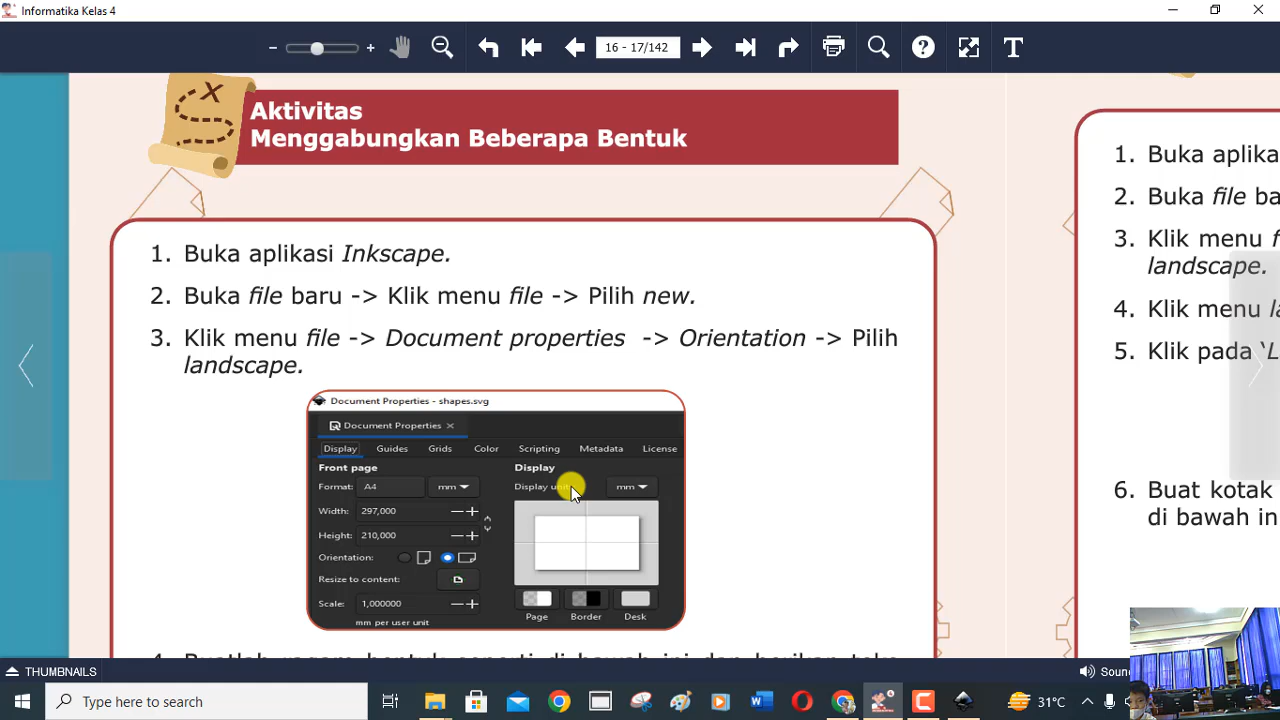 Informatika Kelas 4
16 - 17/142
Aktivitas
Menggabungkan Beberapa Bentuk
1. Buka aplikasi Inkscape.
2. Buka file baru -> Klik menu file -> Pilih new.
3. Klik menu file -> Document properties -> Orientation -> Pilih
landscape.
Document Properties - shapes.svg
Document Properties
Display Guides Grids Color Scripting Metadata License
Front page
Format: A4 mm
Width: 297,000
Height: 210,000
Orientation:
Resize to content:
Scale: 1,000000
mm per user unit
Display
Display units mm
Page Border Desk
1. Buka aplika
2. Buka file ba
3. Klik menu f
landscape.
4. Klik menu la
5. Klik pada ‘L
6. Buat kotak
di bawah in
THUMBNAILS
Soun
Type here to search
31°C